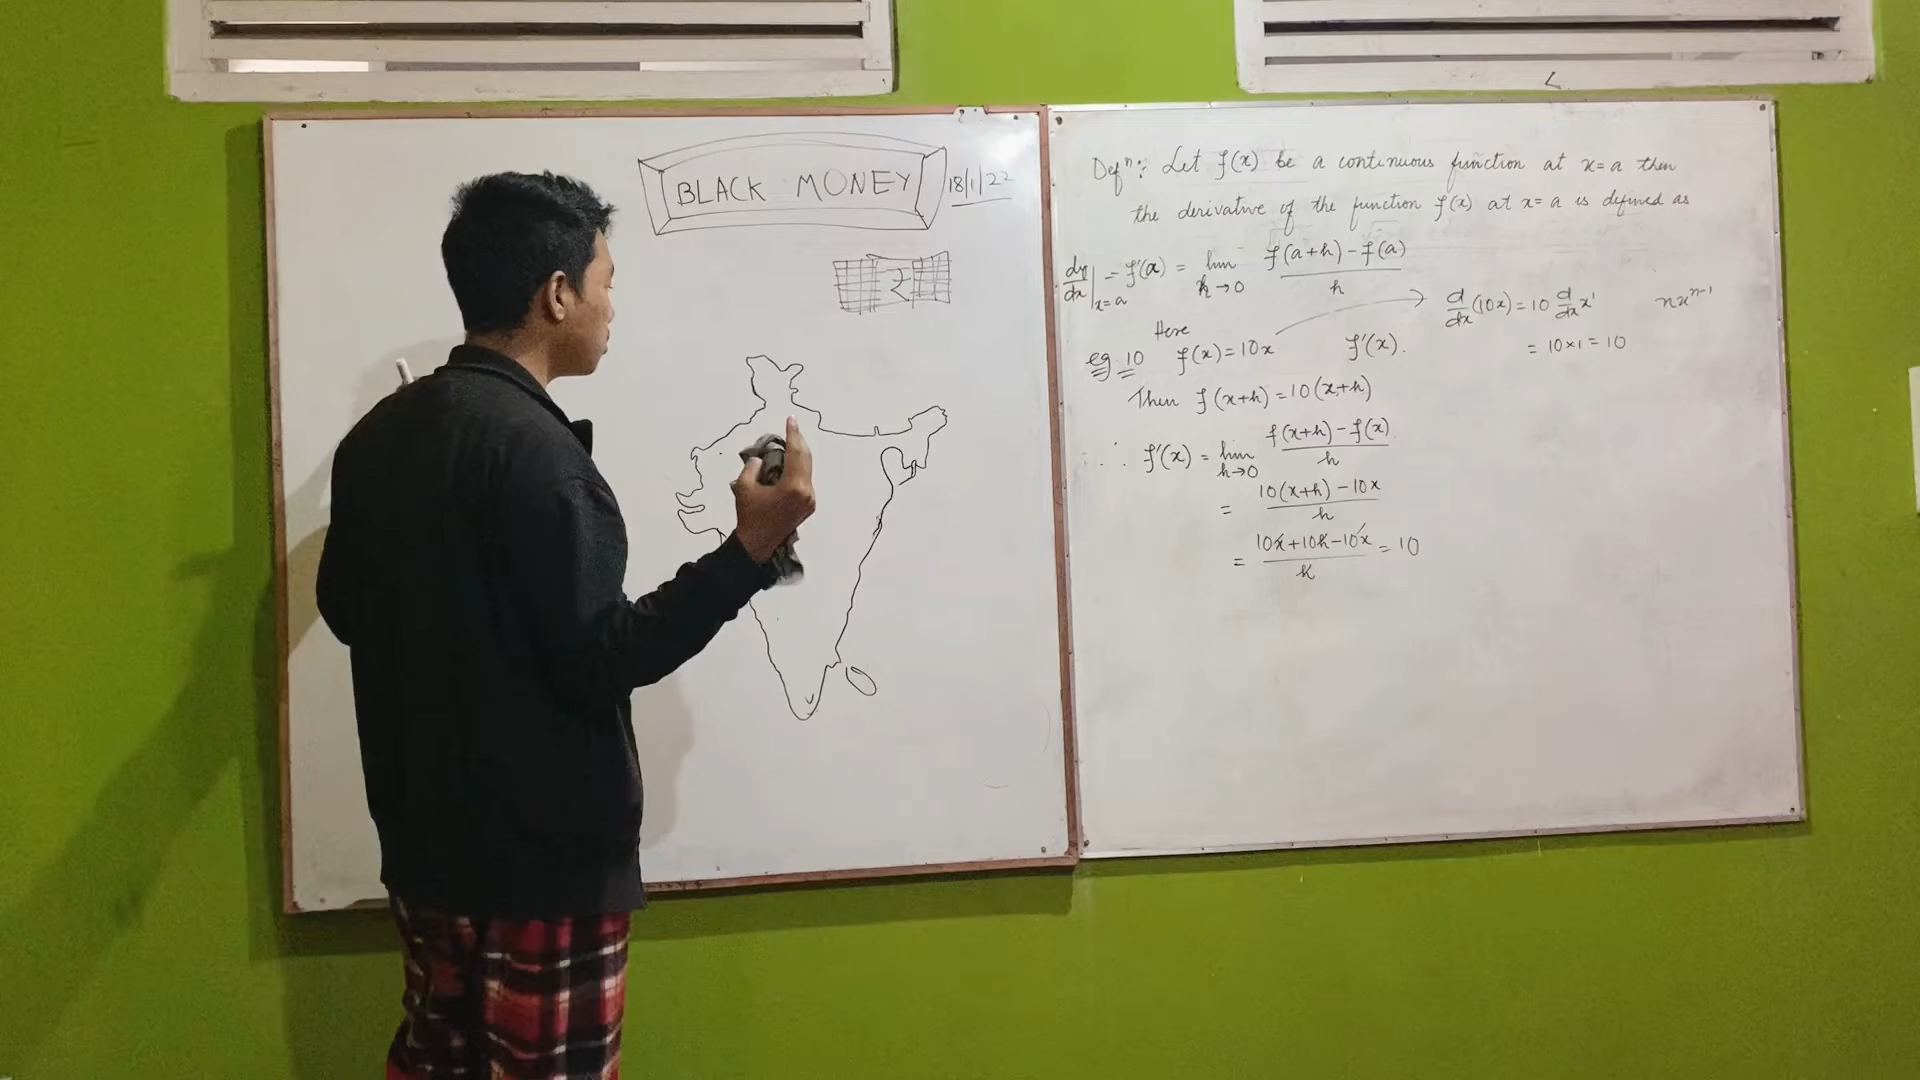 BLACK MONEY
18/1/22
₹
Defⁿ: Let f(x) be a continuous function at x=a then
the derivative of the function f(x) at x=a is defined as
dy/dx|x=a = f'(a) = lim h→0 (f(a+h)-f(a))/h
d/dx(10x) = 10 d/dx x¹ nxⁿ⁻¹
= 10×1 = 10
Here
eg 10 f(x)=10x f'(x).
Then f(x+h)=10(x+h)
∴ f'(x) = lim h→0 (f(x+h)-f(x))/h
= (10(x+h)-10x)/h
= (10x+10h-10x)/h = 10